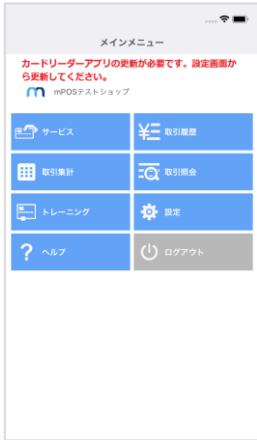 メインメニュー
カードリーダーアプリの更新が必要です。設定画面か
ら更新してください。
m mPOSテストショップ
サービス
取引履歴
取引集計
取引照会
トレーニング
設定
ヘルプ
ログアウト